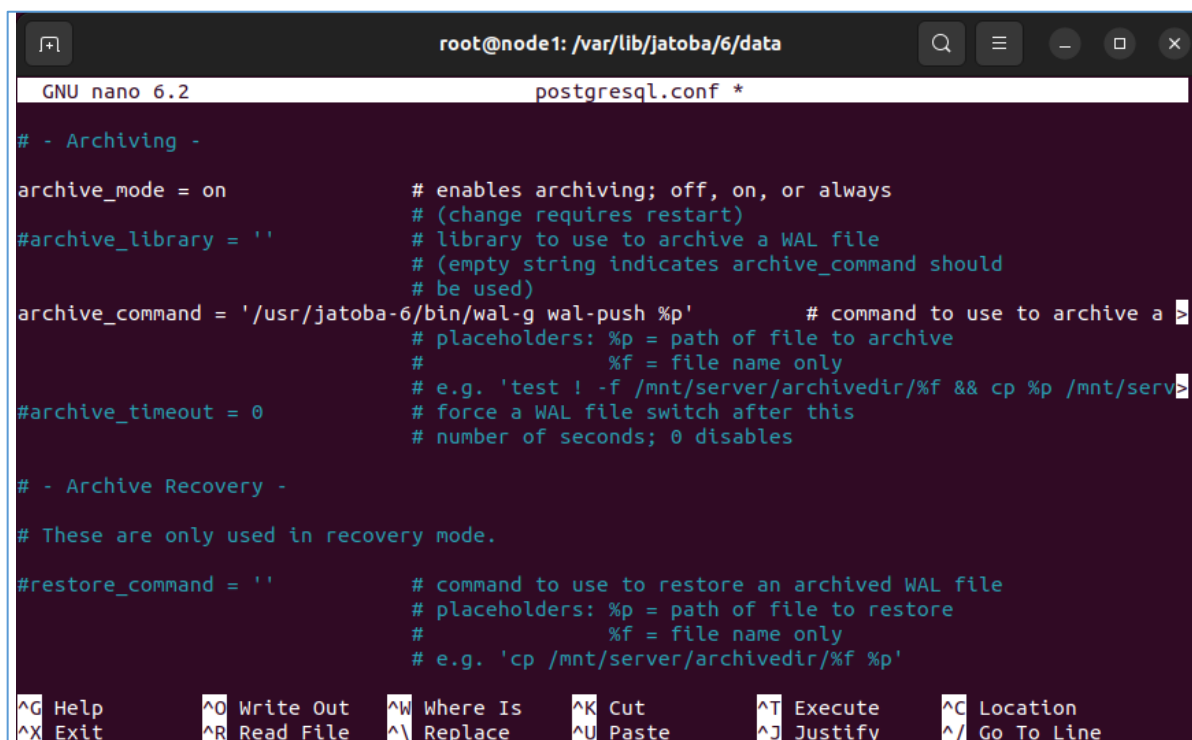 root@node1: /var/lib/jatoba/6/data
GNU nano 6.2 postgresql.conf *
# - Archiving -
archive_mode = on # enables archiving; off, on, or always
# (change requires restart)
#archive_library = '' # library to use to archive a WAL file
# (empty string indicates archive_command should
# be used)
archive_command = '/usr/jatoba-6/bin/wal-g wal-push %p' # command to use to archive a >
# placeholders: %p = path of file to archive
# %f = file name only
# e.g. 'test ! -f /mnt/server/archivedir/%f && cp %p /mnt/serv>
#archive_timeout = 0 # force a WAL file switch after this
# number of seconds; 0 disables
# - Archive Recovery -
# These are only used in recovery mode.
#restore_command = '' # command to use to restore an archived WAL file
# placeholders: %p = path of file to restore
# %f = file name only
# e.g. 'cp /mnt/server/archivedir/%f %p'
^G Help ^O Write Out ^W Where Is ^K Cut ^T Execute ^C Location
^X Exit ^R Read File ^\ Replace ^U Paste ^J Justify ^/ Go To Line